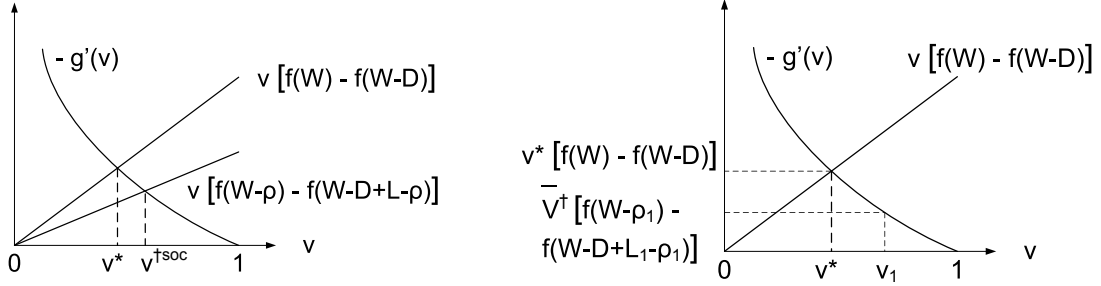 - g'(v)
v [f(W) - f(W-D)]
v [f(W-ρ) - f(W-D+L-ρ)]
0
v*
v†soc
1
v
- g'(v)
v [f(W) - f(W-D)]
v* [f(W) - f(W-D)]
V̅† [f(W-ρ₁) -
f(W-D+L₁-ρ₁)]
0
v*
v₁
1
v